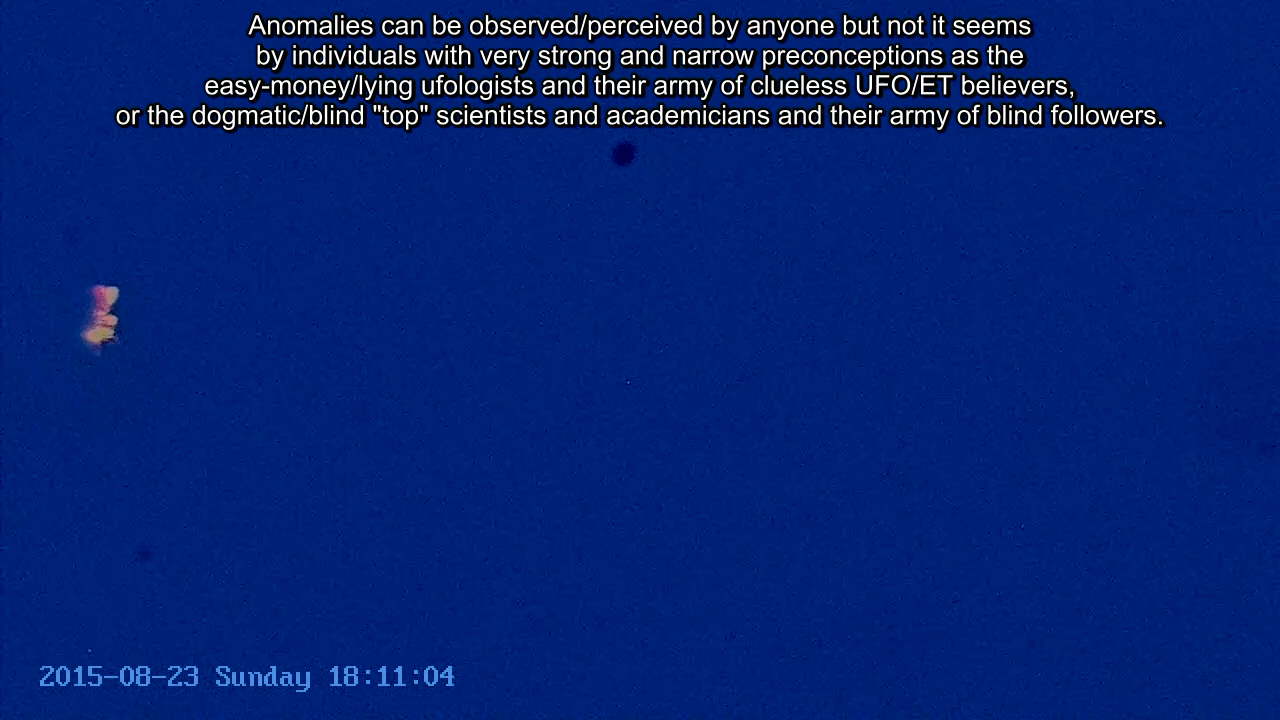 Anomalies can be observed/perceived by anyone but not it seems
by individuals with very strong and narrow preconceptions as the
easy-money/lying ufologists and their army of clueless UFO/ET believers,
or the dogmatic/blind "top" scientists and academicians and their army of blind followers.
2015-08-23 Sunday 18:11:04